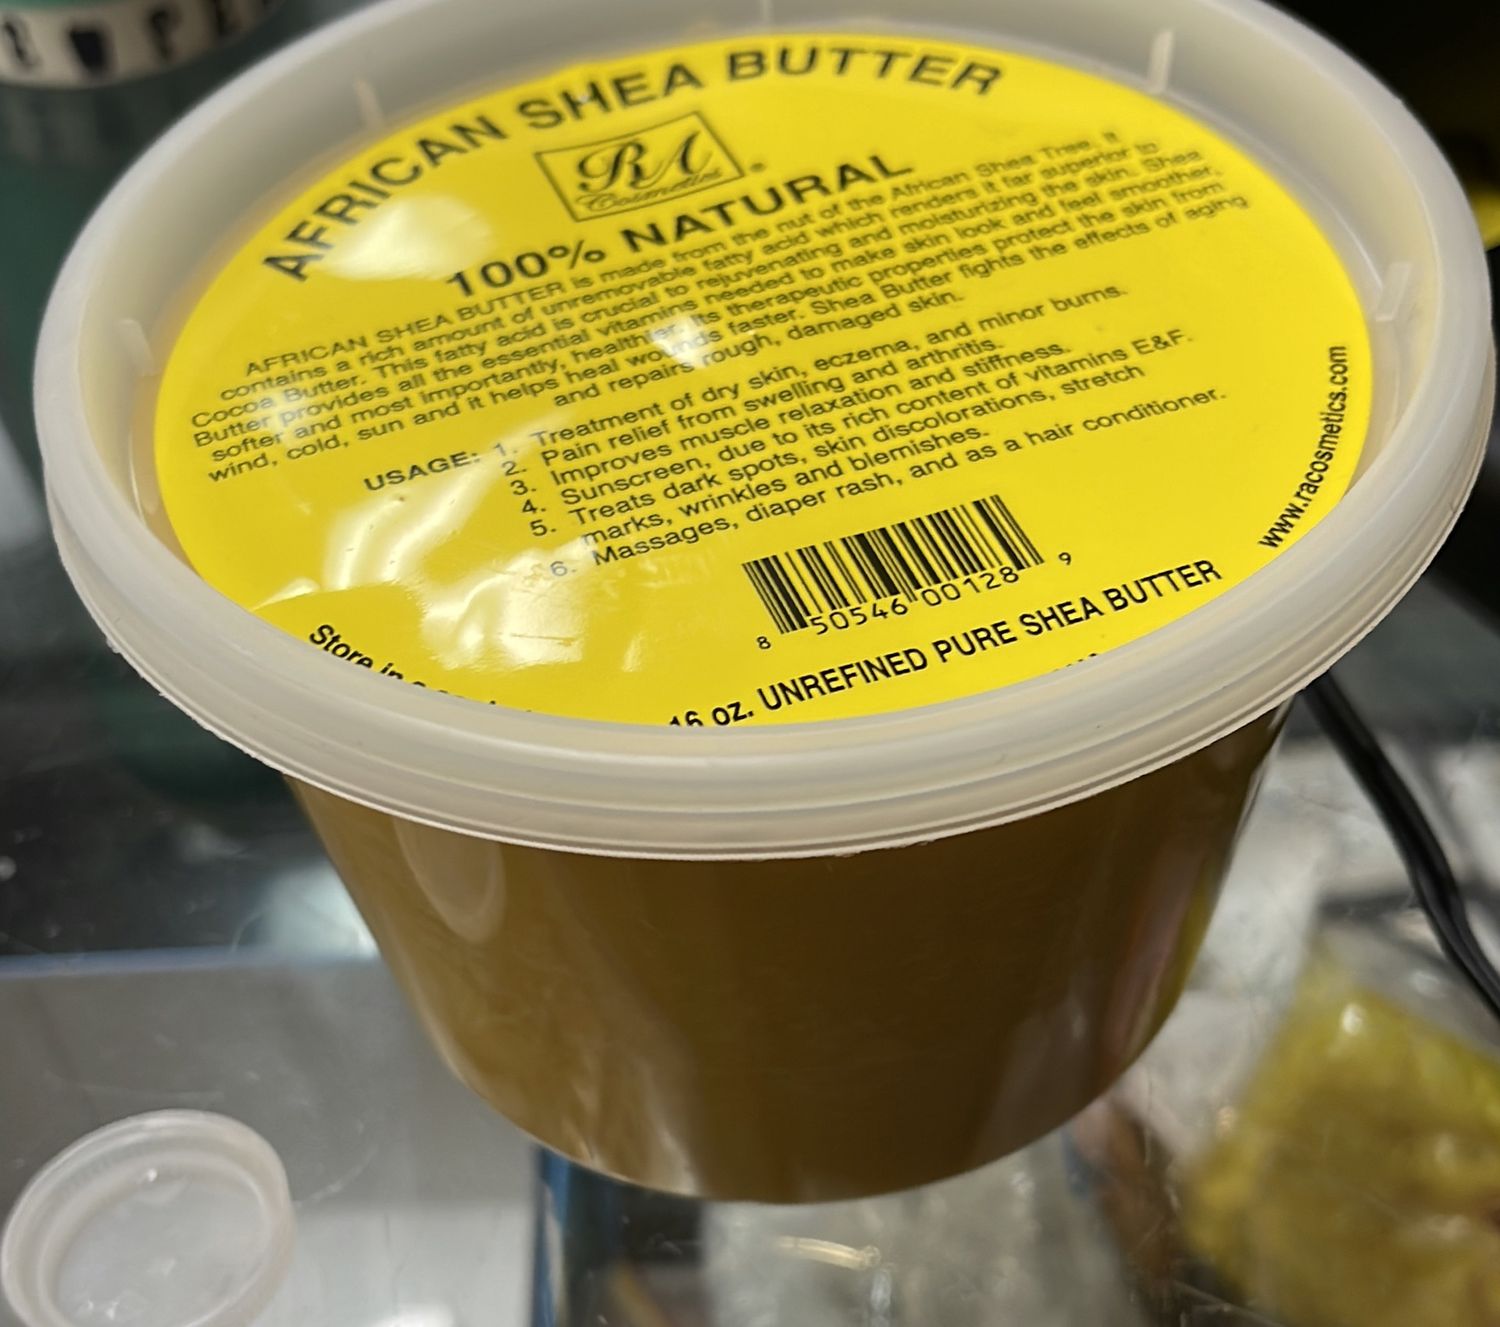 AFRICAN SHEA BUTTER
RA
Cosmetics
®
100% NATURAL
AFRICAN SHEA BUTTER is made from the nut of the African Shea Tree. It
contains a rich amount of unremovable fatty acid which renders it far superior to
Cocoa Butter. This fatty acid is crucial to rejuvenating and moisturizing the skin. Shea
Butter provides all the essential vitamins needed to make skin look and feel smoother,
softer and most importantly, healthier. Its therapeutic properties protect the skin from
wind, cold, sun and it helps heal wounds faster. Shea Butter fights the effects of aging
and repairs rough, damaged skin.
USAGE: 1. Treatment of dry skin, eczema, and minor burns.
2. Pain relief from swelling and arthritis.
3. Improves muscle relaxation and stiffness.
4. Sunscreen, due to its rich content of vitamins E&F.
5. Treats dark spots, skin discolorations, stretch
marks, wrinkles and blemishes.
6. Massages, diaper rash, and as a hair conditioner.
www.racosmetics.com
8 50546 00128 9
Store in
16 oz. UNREFINED PURE SHEA BUTTER